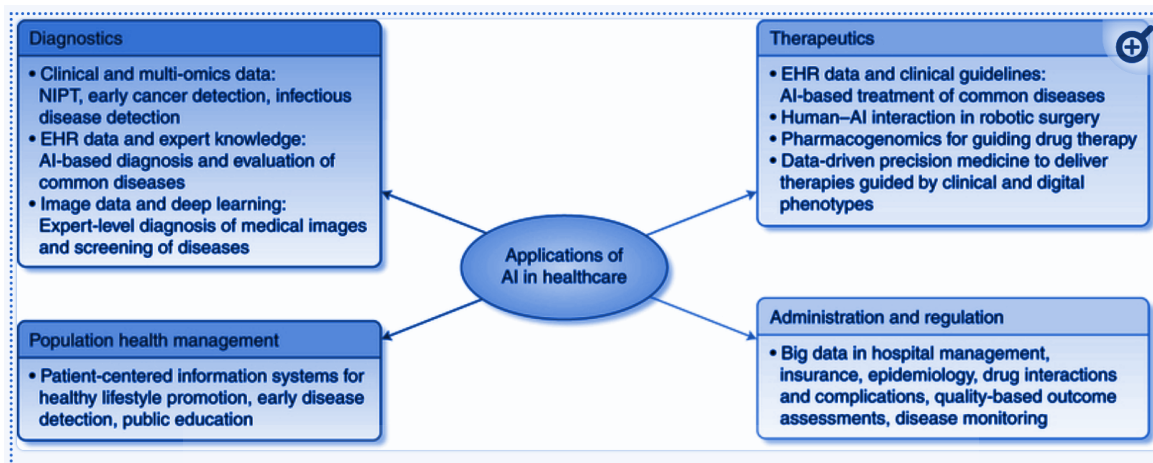 Diagnostics
• Clinical and multi-omics data:
NIPT, early cancer detection, infectious
disease detection
• EHR data and expert knowledge:
AI-based diagnosis and evaluation of
common diseases
• Image data and deep learning:
Expert-level diagnosis of medical images
and screening of diseases
Therapeutics
• EHR data and clinical guidelines:
AI-based treatment of common diseases
• Human–AI interaction in robotic surgery
• Pharmacogenomics for guiding drug therapy
• Data-driven precision medicine to deliver
therapies guided by clinical and digital
phenotypes
Applications of
AI in healthcare
Population health management
• Patient-centered information systems for
healthy lifestyle promotion, early disease
detection, public education
Administration and regulation
• Big data in hospital management,
insurance, epidemiology, drug interactions
and complications, quality-based outcome
assessments, disease monitoring